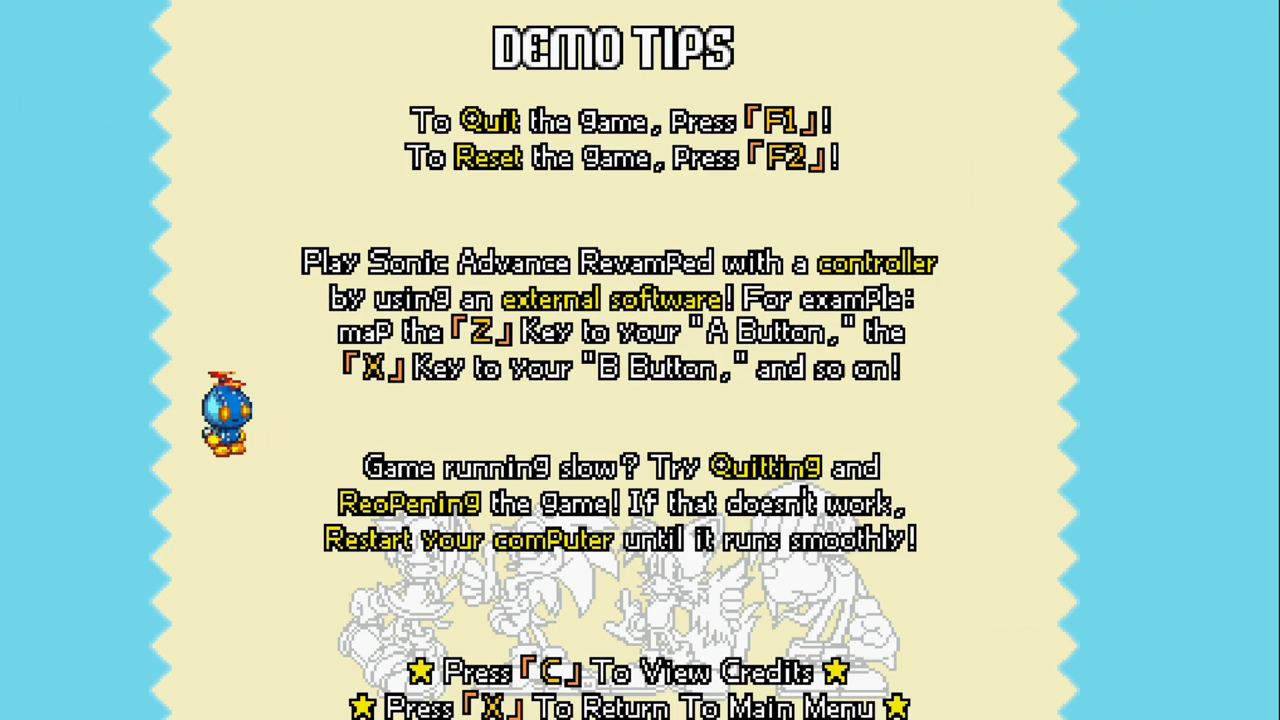 DEMO TIPS
To Quit the game, Press「F1」!
To Reset the game, Press「F2」!
Play Sonic Advance Revamped with a controller
by using an external software! For example:
map the「Z」Key to your "A Button," the
「X」Key to your "B Button," and so on!
Game running slow? Try Quitting and
Reopening the game! If that doesn't work,
Restart your computer until it runs smoothly!
★ Press「C」To View Credits ★
★ Press「X」To Return To Main Menu ★